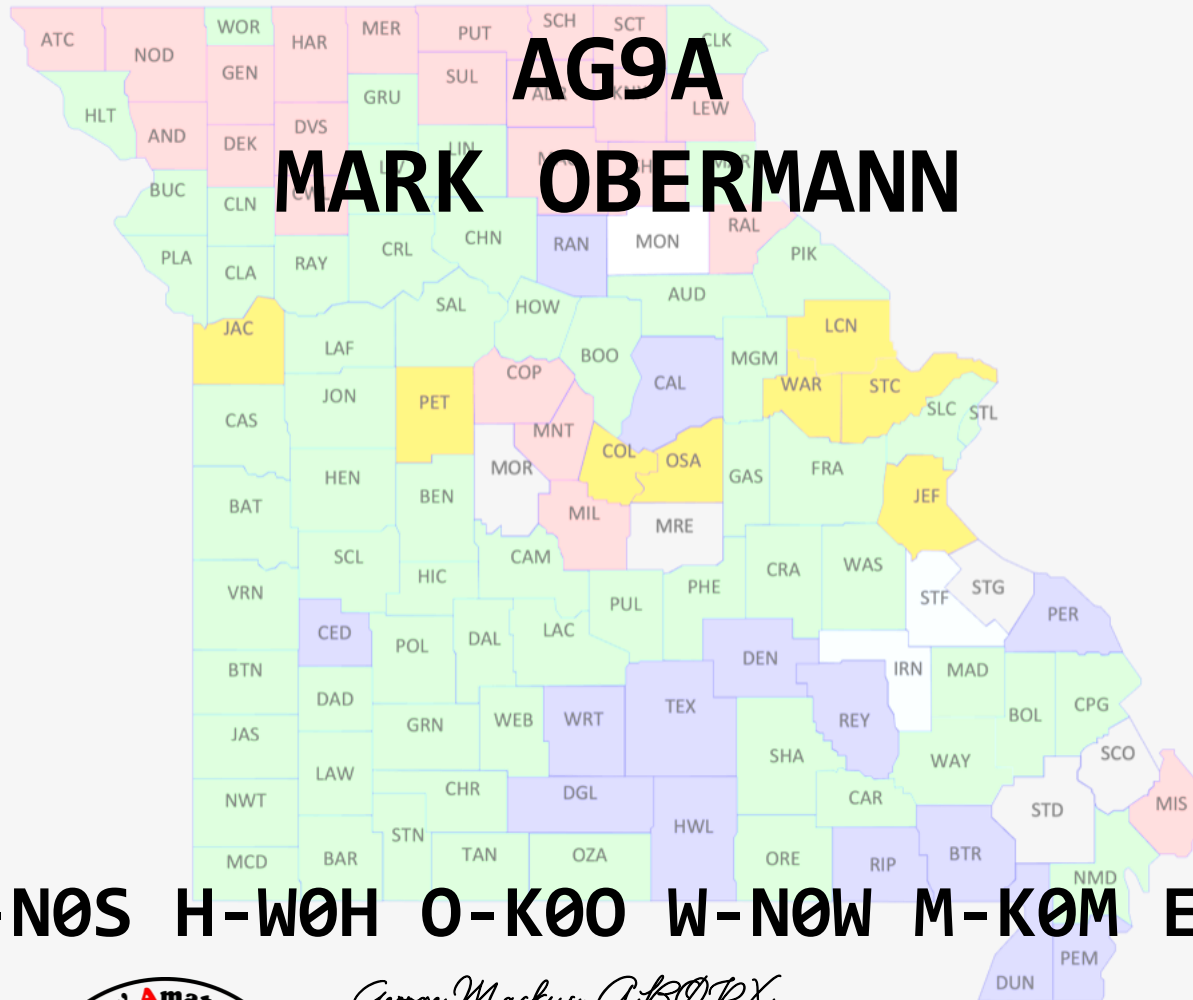 WOR SCH SCT
ATC NOD HAR MER PUT CLK
AG9A
GEN SUL ADR KNX LEW
HLT GRU
AND DEK DVS LIN
MARK OBERMANN
BUC CLN CWL
PLA CLA RAY CRL CHN RAN MON RAL PIK
JAC SAL HOW AUD LCN
LAF BOO MGM
CAS JON PET COP CAL WAR STC SLC STL
MNT COL OSA
BAT HEN BEN MOR GAS FRA JEF
MIL MRE
VRN SCL HIC CAM PHE CRA WAS STF STG
PUL PER
CED POL DAL LAC DEN
BTN DAD IRN MAD
JAS GRN WEB WRT TEX REY BOL CPG
LAW SHA WAY SCO
NWT CHR DGL CAR STD MIS
STN HWL
MCD BAR TAN OZA ORE RIP BTR NMD
-N0S H-W0H O-K0O W-N0W M-K0M E
PEM
DUN